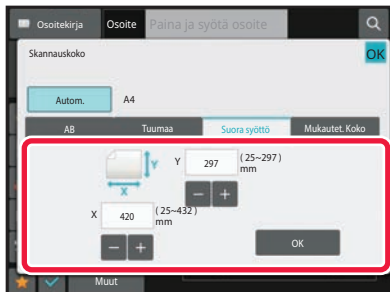 Osoitekirja Osoite Paina ja syötä osoite
Skannauskoko OK
Autom. A4
AB Tuumaa Suora syöttö Mukautet. Koko
Y 297 (25~297) mm
Y
X
X 420 (25~432) mm
− +
− +
OK
Muut